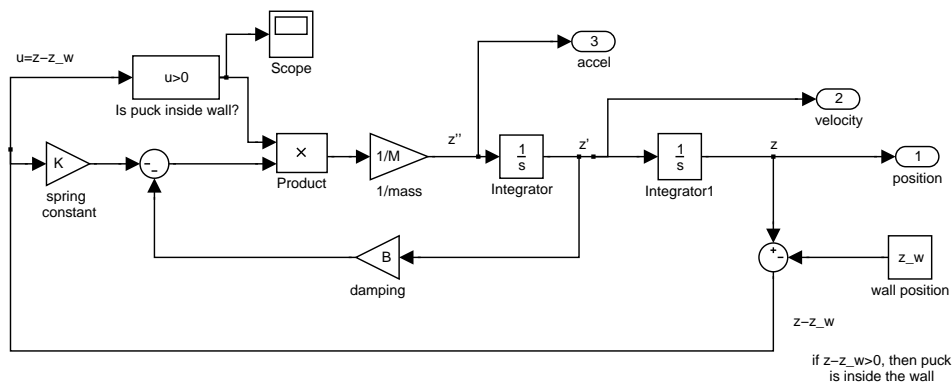 3
accel
Scope
u=z−z_w
u>0
Is puck inside wall?
2
velocity
z''
z'
z
K
spring
constant
−
−
×
Product
1/M
1/mass
1
s
Integrator
1
s
Integrator1
1
position
B
damping
+
−
z_w
wall position
z−z_w
if z−z_w>0, then puck
is inside the wall